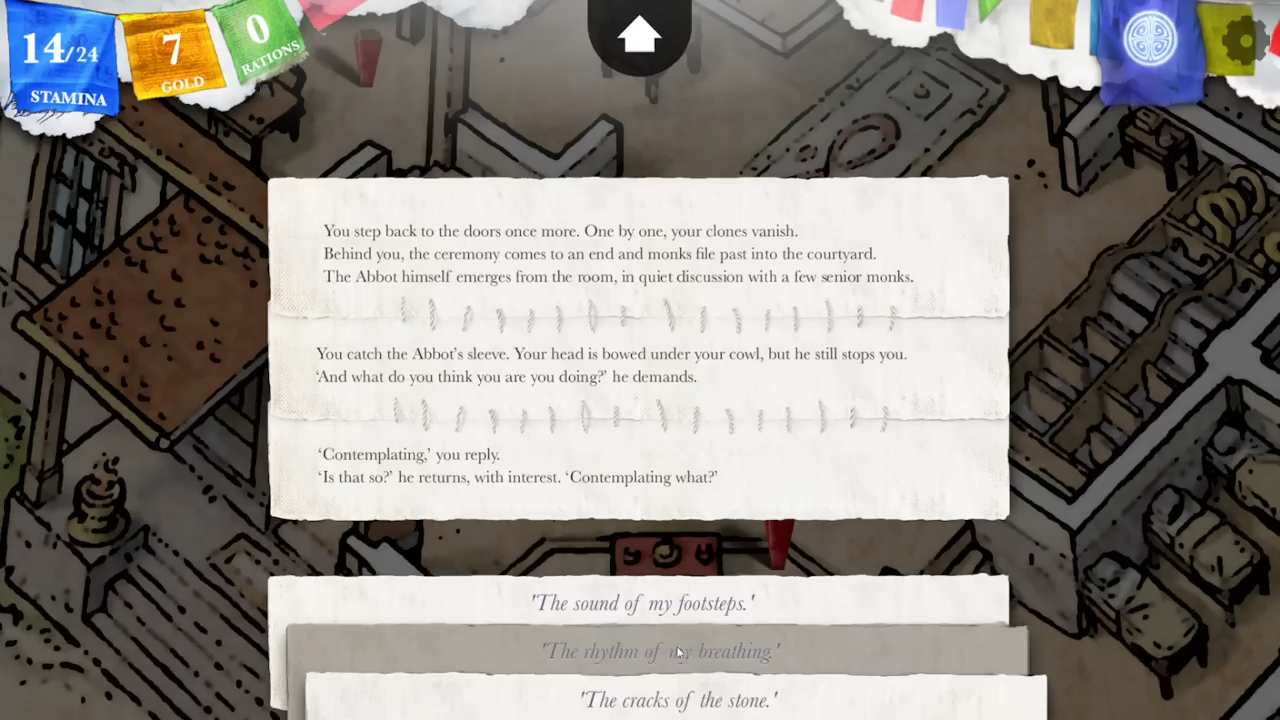 14/24
STAMINA
7
GOLD
0
RATIONS
You step back to the doors once more. One by one, your clones vanish.
Behind you, the ceremony comes to an end and monks file past into the courtyard.
The Abbot himself emerges from the room, in quiet discussion with a few senior monks.
You catch the Abbot's sleeve. Your head is bowed under your cowl, but he still stops you.
'And what do you think you are you doing?' he demands.
'Contemplating,' you reply.
'Is that so?' he returns, with interest. 'Contemplating what?'
'The sound of my footsteps.'
'The rhythm of my breathing.'
'The cracks of the stone.'